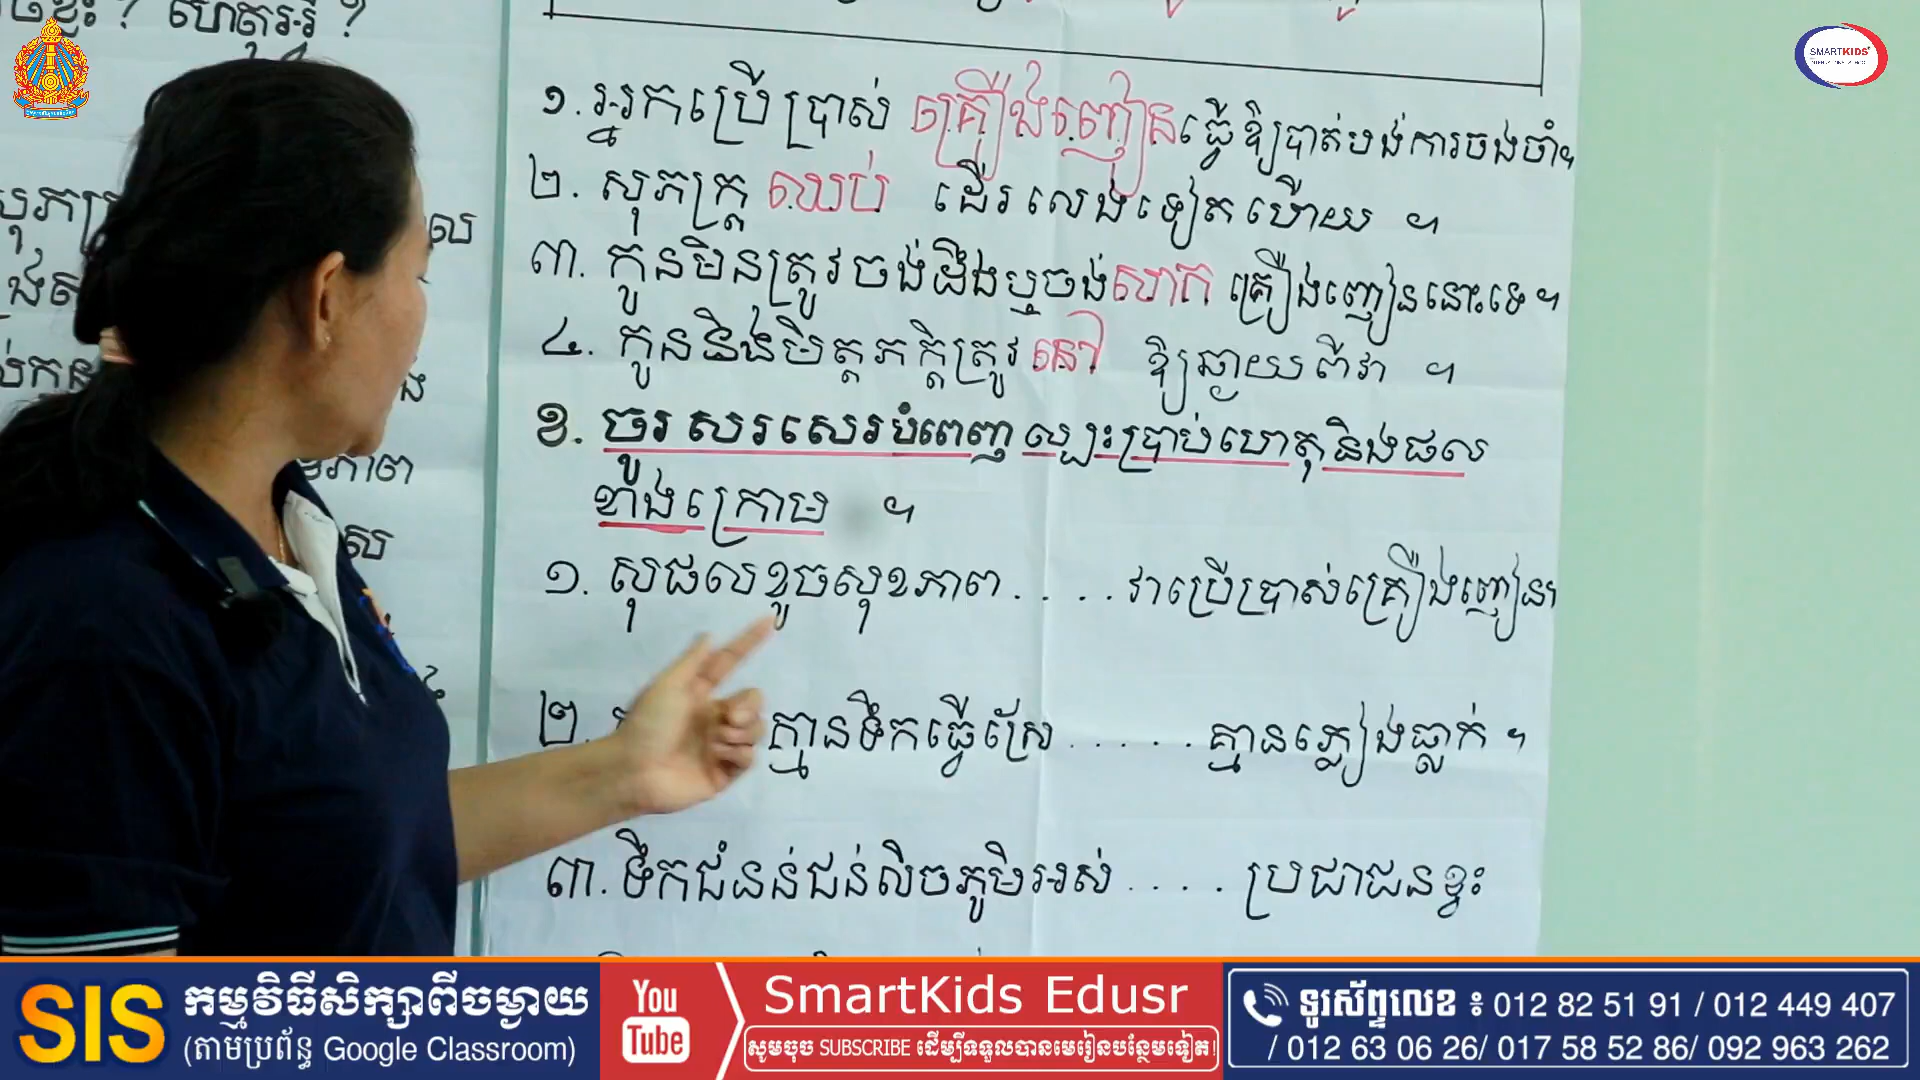 ហេតុអ្វី ?
១. អ្នកប្រើប្រាស់ គ្រឿងញៀន ធ្វើឱ្យបាត់បង់ការចងចាំ។
២. សុភក្ត្រ ឈប់ ដើរលេងទៀតហើយ ។
៣. កូនមិនត្រូវចង់ដឹងឬចង់សាក គ្រឿងញៀននោះទេ។
៤. កូននិងមិត្តភក្តិត្រូវ នៅ ឱ្យឆ្ងាយពីវា ។
ខ. ចូរសរសេរបំពេញល្បះប្រាប់ហេតុនិងផល
ខាងក្រោម ។
១. សុផលខូចសុខភាព . . . . វាប្រើប្រាស់គ្រឿងញៀន។
២. គ្មានទឹកធ្វើស្រែ . . . . . គ្មានភ្លៀងធ្លាក់ ។
៣. ទឹកជំនន់ជន់លិចភូមិអស់ . . . . ប្រជាជនខ្វះ
SMARTKIDS
SIS
កម្មវិធីសិក្សាពីចម្ងាយ
(តាមប្រព័ន្ធ Google Classroom)
You
Tube
SmartKids Edusr
សូមចុច SUBSCRIBE ដើម្បីទទួលបានមេរៀនបន្ថែមទៀត!
ទូរស័ព្ទលេខ ៖ 012 82 51 91 / 012 449 407
/ 012 63 06 26/ 017 58 52 86/ 092 963 262